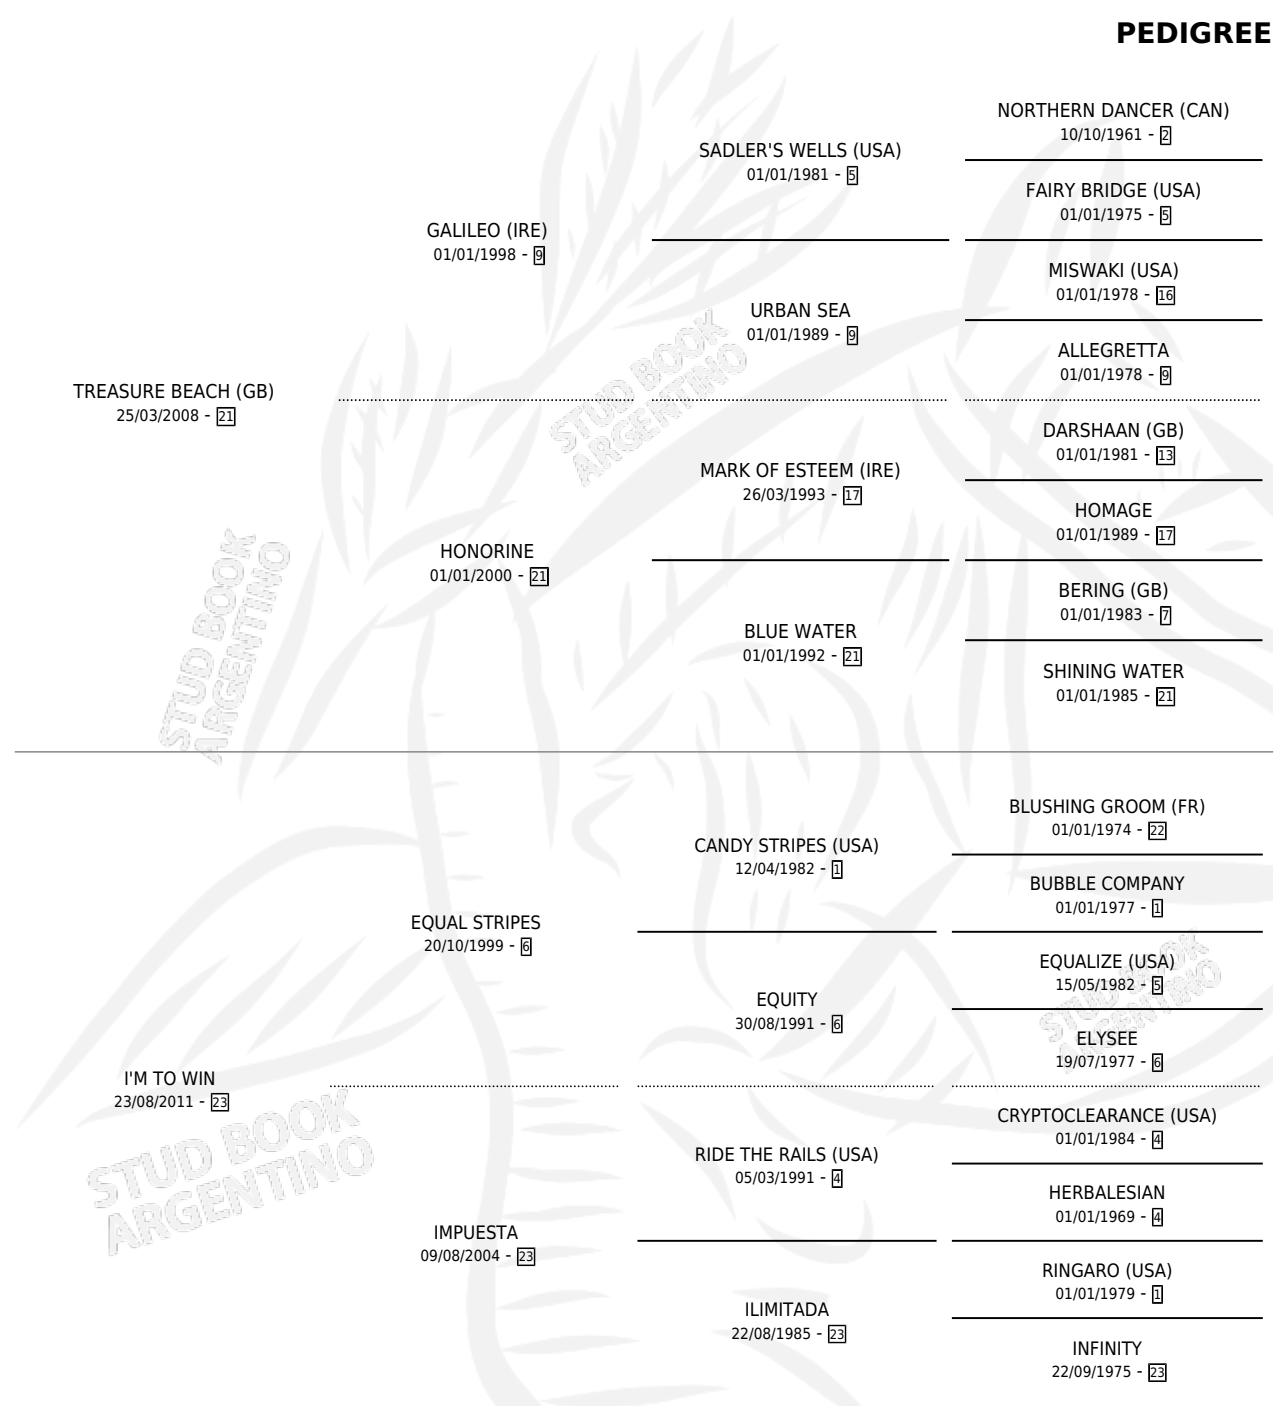 PEDIGREE
NORTHERN DANCER (CAN)
10/10/1961 - 2
SADLER'S WELLS (USA)
01/01/1981 - 5
FAIRY BRIDGE (USA)
01/01/1975 - 5
GALILEO (IRE)
01/01/1998 - 9
MISWAKI (USA)
01/01/1978 - 16
URBAN SEA
01/01/1989 - 9
ALLEGRETTA
01/01/1978 - 9
TREASURE BEACH (GB)
25/03/2008 - 21
DARSHAAN (GB)
01/01/1981 - 13
MARK OF ESTEEM (IRE)
26/03/1993 - 17
HOMAGE
01/01/1989 - 17
HONORINE
01/01/2000 - 21
BERING (GB)
01/01/1983 - 7
BLUE WATER
01/01/1992 - 21
SHINING WATER
01/01/1985 - 21
BLUSHING GROOM (FR)
01/01/1974 - 22
CANDY STRIPES (USA)
12/04/1982 - 1
BUBBLE COMPANY
01/01/1977 - 1
EQUAL STRIPES
20/10/1999 - 6
EQUALIZE (USA)
15/05/1982 - 5
EQUITY
30/08/1991 - 6
ELYSEE
19/07/1977 - 6
I'M TO WIN
23/08/2011 - 23
CRYPTOCLEARANCE (USA)
01/01/1984 - 4
RIDE THE RAILS (USA)
05/03/1991 - 4
HERBALESIAN
01/01/1969 - 4
IMPUESTA
09/08/2004 - 23
RINGARO (USA)
01/01/1979 - 1
ILIMITADA
22/08/1985 - 23
INFINITY
22/09/1975 - 23
STUD BOOK
ARGENTINO
STUD BOOK
ARGENTINO
STUD BOOK
ARGENTINO
STUD BOOK
ARGENTINO